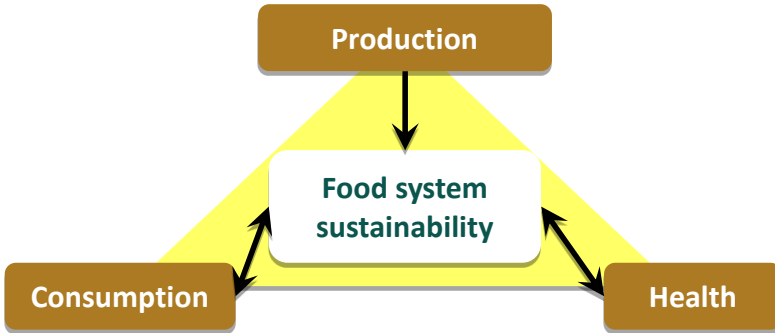 Production
Food system
sustainability
Consumption
Health